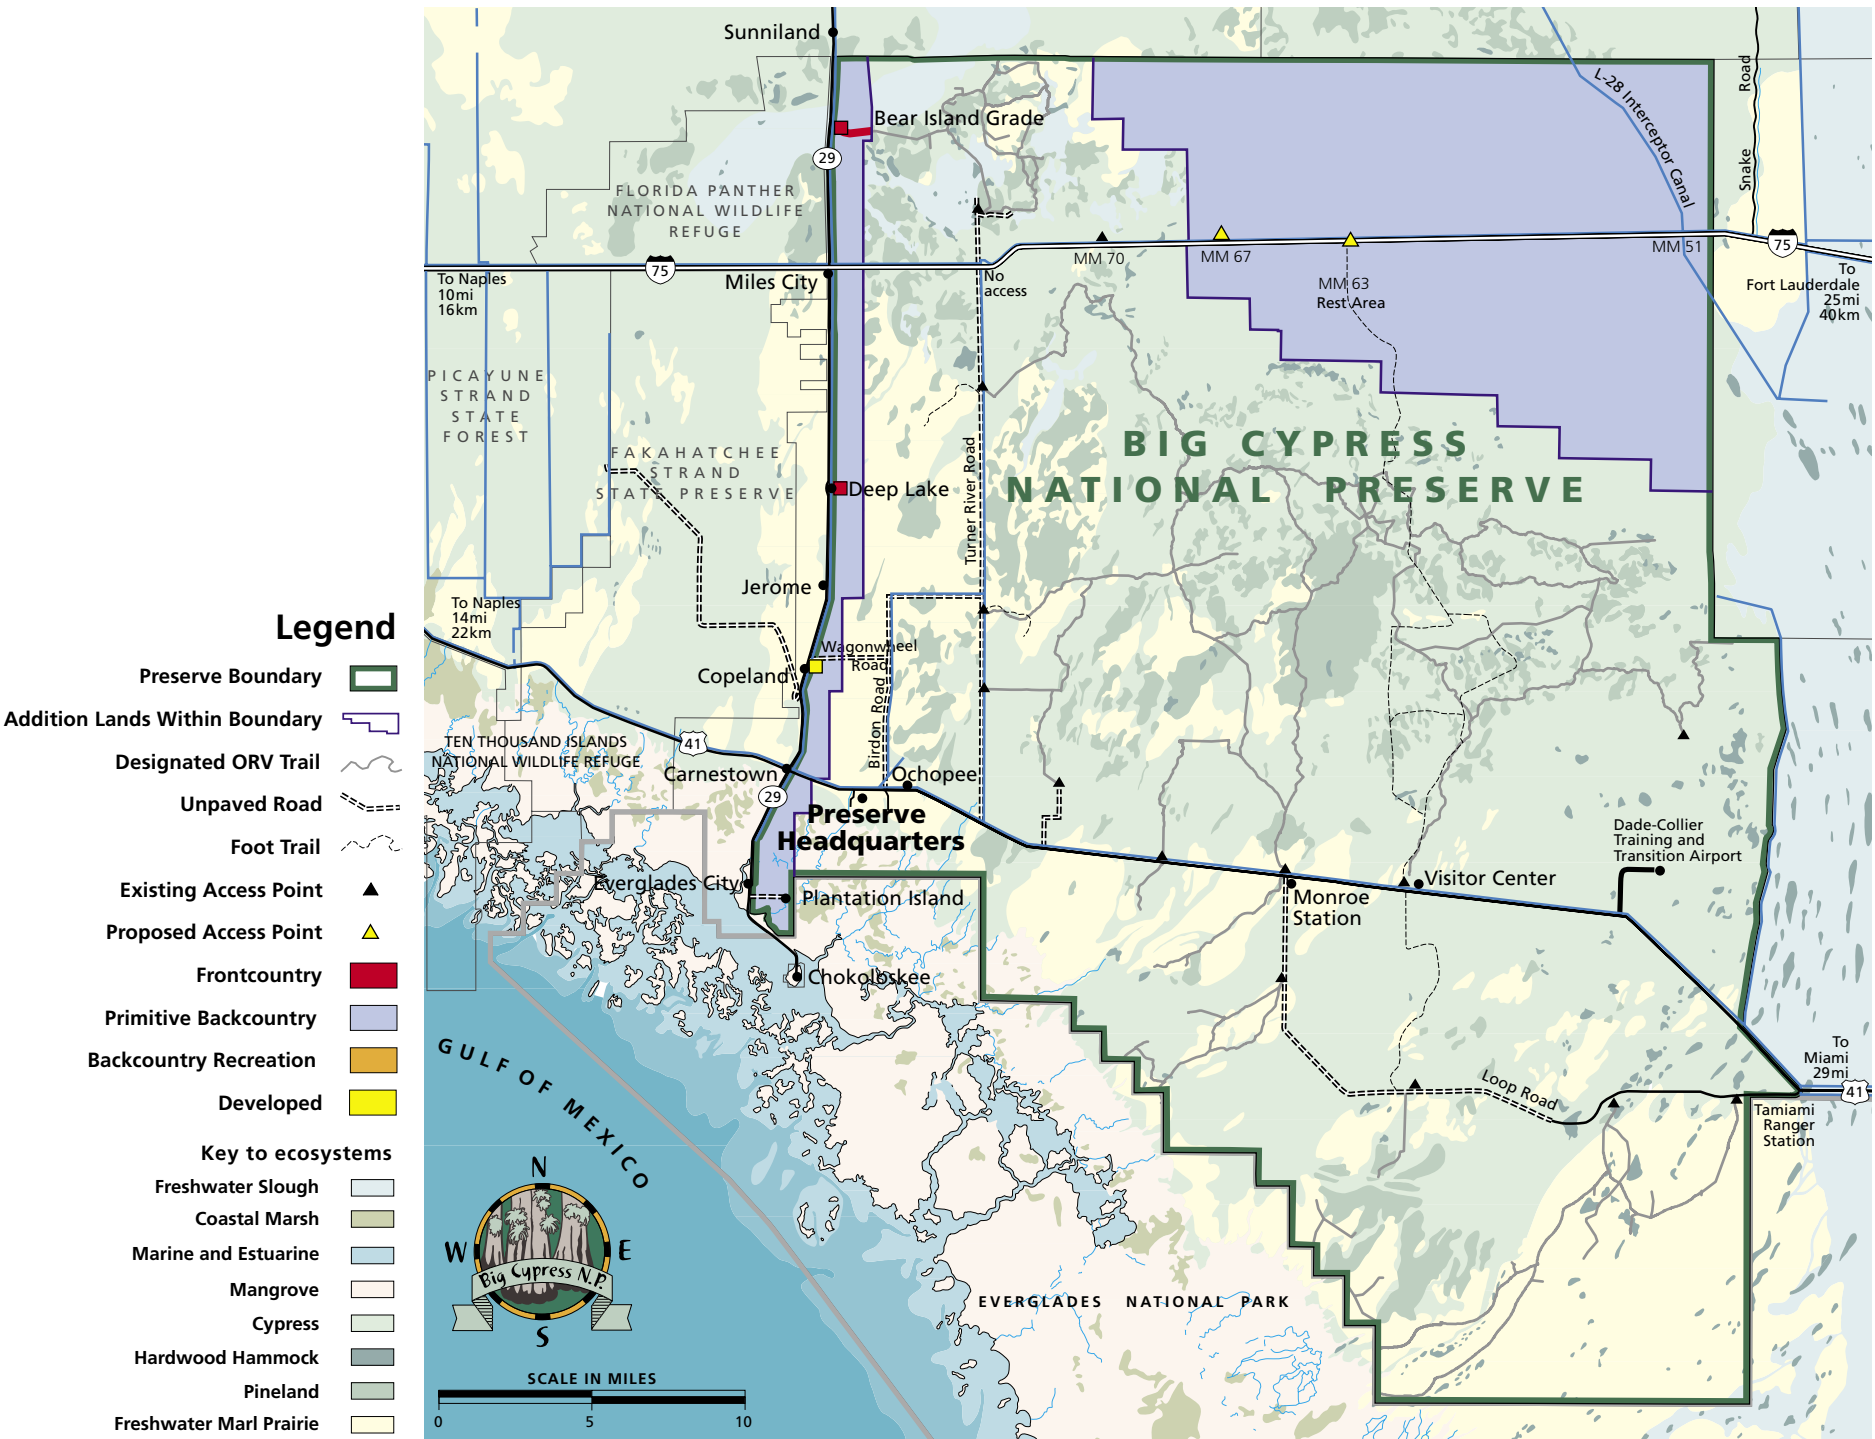 Sunniland
Bear Island Grade
29
FLORIDA PANTHER
NATIONAL WILDLIFE
REFUGE
L-28 Interceptor Canal
Snake Road
75
75
MM 70
MM 67
MM 63
Rest Area
MM 51
To Naples
10mi
16km
Miles City
No
access
To
Fort Lauderdale
25mi
40km
PICAYUNE
STRAND
STATE
FOREST
FAKAHATCHEE
STRAND
STATE PRESERVE
Deep Lake
Turner River Road
BIG CYPRESS
NATIONAL PRESERVE
Jerome
To Naples
14mi
22km
Wagonwheel
Road
Copeland
Birdon Road
TEN THOUSAND ISLANDS
NATIONAL WILDLIFE REFUGE
41
Carnestown
29
Ochopee
Preserve
Headquarters
Everglades City
Plantation Island
Chokoloskee
Monroe
Station
Visitor Center
Dade-Collier
Training and
Transition Airport
Loop Road
To
Miami
29mi
41
Tamiami
Ranger
Station
GULF OF MEXICO
EVERGLADES NATIONAL PARK
N
W
E
S
Big Cypress N.P.
SCALE IN MILES
0 5 10
Legend
Preserve Boundary
Addition Lands Within Boundary
Designated ORV Trail
Unpaved Road
Foot Trail
Existing Access Point
Proposed Access Point
Frontcountry
Primitive Backcountry
Backcountry Recreation
Developed
Key to ecosystems
Freshwater Slough
Coastal Marsh
Marine and Estuarine
Mangrove
Cypress
Hardwood Hammock
Pineland
Freshwater Marl Prairie